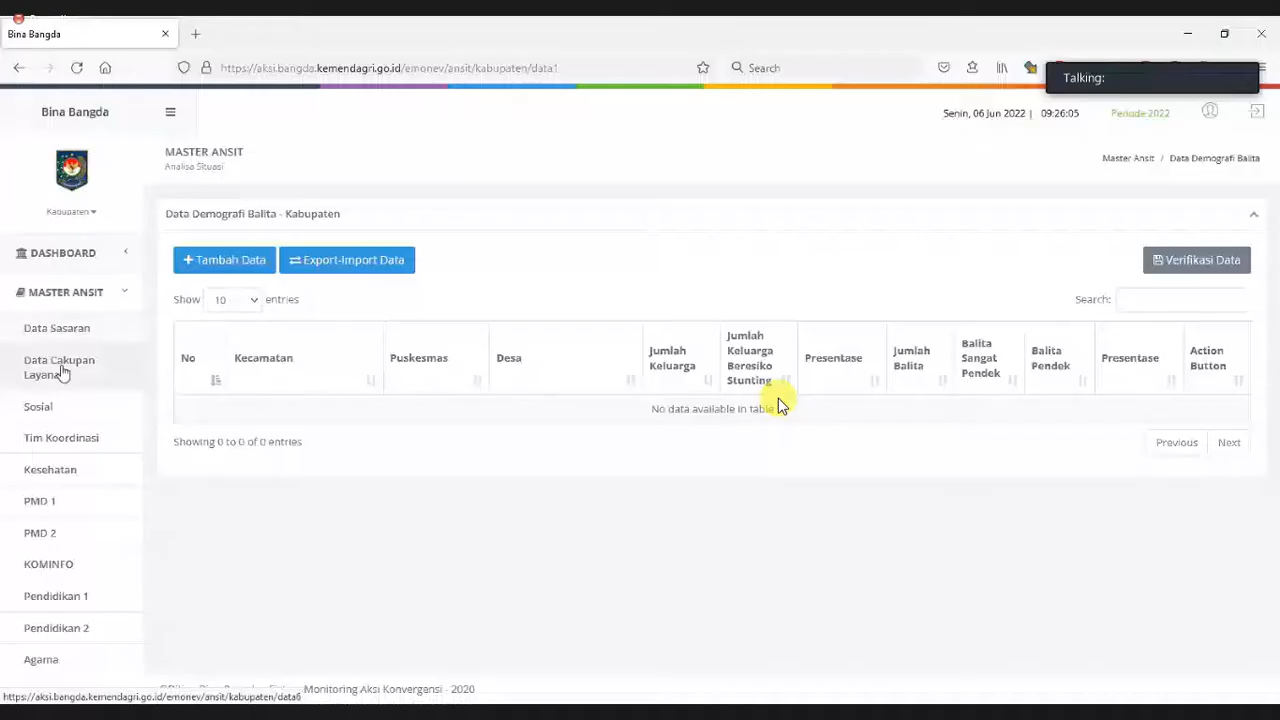 Bina Bangda
https://aksi.bangda.kemendagri.go.id/emonev/ansit/kabupaten/data1
Search
Talking:
Bina Bangda
Senin, 06 Jun 2022 | 09:26:05
Periode 2022
MASTER ANSIT
Analisa Situasi
Master Ansit / Data Demografi Balita
Kabupaten
DASHBOARD
MASTER ANSIT
Data Sasaran
Data Cakupan
Layana
Sosial
Tim Koordinasi
Kesehatan
PMD 1
PMD 2
KOMINFO
Pendidikan 1
Pendidikan 2
Agama
Data Demografi Balita - Kabupaten
+ Tambah Data
Export-Import Data
Verifikasi Data
Show 10 entries
Search:
No
Kecamatan
Puskesmas
Desa
Jumlah
Keluarga
Jumlah
Keluarga
Beresiko
Stunting
Presentase
Jumlah
Balita
Balita
Sangat
Pendek
Balita
Pendek
Presentase
Action
Button
No data available in table
Showing 0 to 0 of 0 entries
Previous
Next
Monitoring Aksi Konvergensi - 2020
https://aksi.bangda.kemendagri.go.id/emonev/ansit/kabupaten/data6